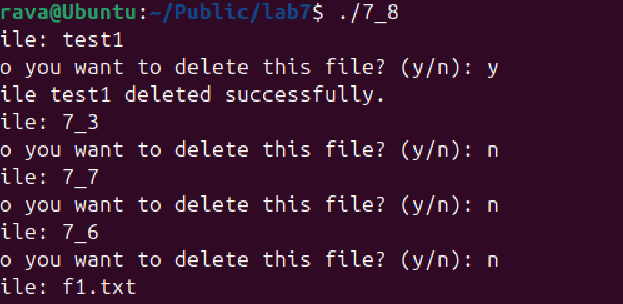 rava@Ubuntu:~/Public/lab7$ ./7_8
ile: test1
o you want to delete this file? (y/n): y
ile test1 deleted successfully.
ile: 7_3
o you want to delete this file? (y/n): n
ile: 7_7
o you want to delete this file? (y/n): n
ile: 7_6
o you want to delete this file? (y/n): n
ile: f1.txt